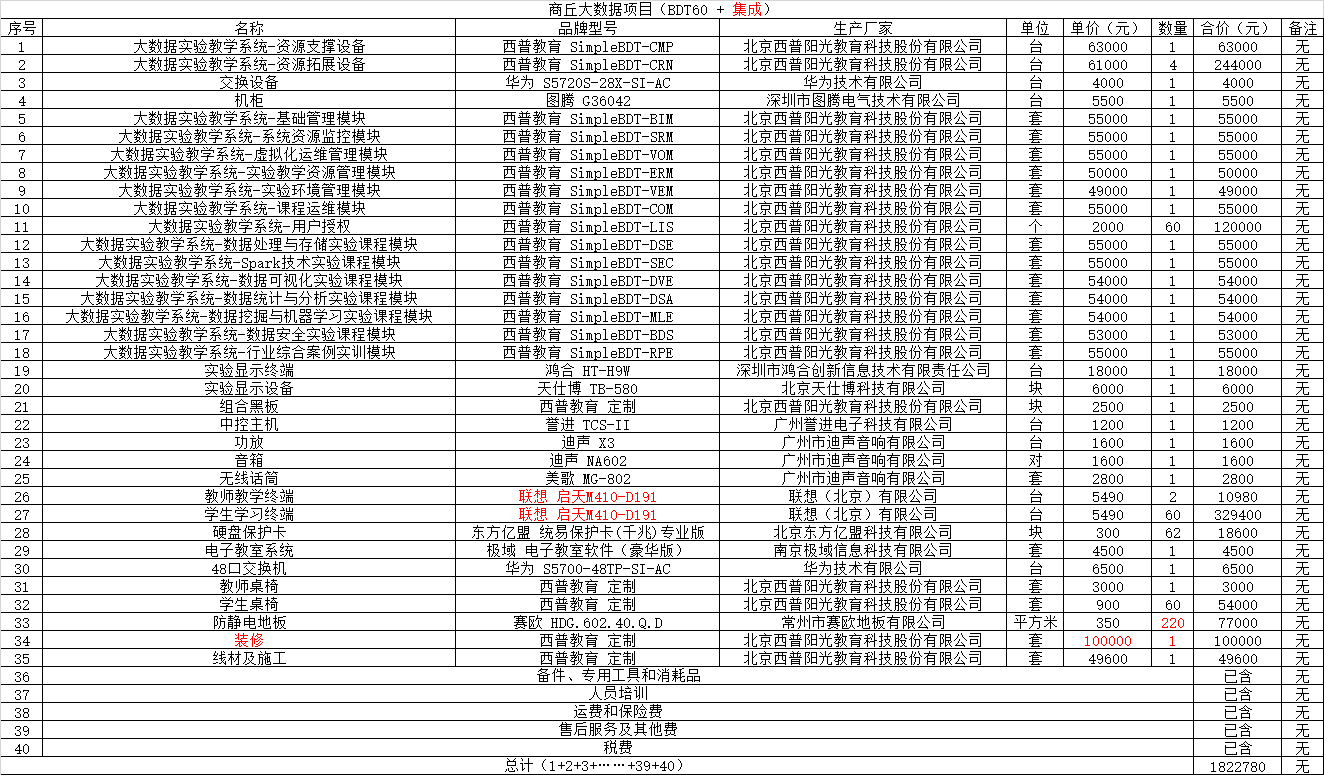 商丘大数据项目（BDT60 + 集成）
序号 名称 品牌型号 生产厂家 单位 单价（元） 数量 合价（元） 备注
1 大数据实验教学系统-资源支撑设备 西普教育 SimpleBDT-CMP 北京西普阳光教育科技股份有限公司 台 63000 1 63000 无
2 大数据实验教学系统-资源拓展设备 西普教育 SimpleBDT-CRN 北京西普阳光教育科技股份有限公司 台 61000 4 244000 无
3 交换设备 华为 S5720S-28X-SI-AC 华为技术有限公司 台 4000 1 4000 无
4 机柜 图腾 G36042 深圳市图腾电气技术有限公司 台 5500 1 5500 无
5 大数据实验教学系统-基础管理模块 西普教育 SimpleBDT-BIM 北京西普阳光教育科技股份有限公司 套 55000 1 55000 无
6 大数据实验教学系统-系统资源监控模块 西普教育 SimpleBDT-SRM 北京西普阳光教育科技股份有限公司 套 55000 1 55000 无
7 大数据实验教学系统-虚拟化运维管理模块 西普教育 SimpleBDT-VOM 北京西普阳光教育科技股份有限公司 套 55000 1 55000 无
8 大数据实验教学系统-实验教学资源管理模块 西普教育 SimpleBDT-ERM 北京西普阳光教育科技股份有限公司 套 50000 1 50000 无
9 大数据实验教学系统-实验环境管理模块 西普教育 SimpleBDT-VEM 北京西普阳光教育科技股份有限公司 套 49000 1 49000 无
10 大数据实验教学系统-课程运维模块 西普教育 SimpleBDT-COM 北京西普阳光教育科技股份有限公司 套 55000 1 55000 无
11 大数据实验教学系统-用户授权 西普教育 SimpleBDT-LIS 北京西普阳光教育科技股份有限公司 个 2000 60 120000 无
12 大数据实验教学系统-数据处理与存储实验课程模块 西普教育 SimpleBDT-DSE 北京西普阳光教育科技股份有限公司 套 55000 1 55000 无
13 大数据实验教学系统-Spark技术实验课程模块 西普教育 SimpleBDT-SEC 北京西普阳光教育科技股份有限公司 套 55000 1 55000 无
14 大数据实验教学系统-数据可视化实验课程模块 西普教育 SimpleBDT-DVE 北京西普阳光教育科技股份有限公司 套 54000 1 54000 无
15 大数据实验教学系统-数据统计与分析实验课程模块 西普教育 SimpleBDT-DSA 北京西普阳光教育科技股份有限公司 套 54000 1 54000 无
16 大数据实验教学系统-数据挖掘与机器学习实验课程模块 西普教育 SimpleBDT-MLE 北京西普阳光教育科技股份有限公司 套 54000 1 54000 无
17 大数据实验教学系统-数据安全实验课程模块 西普教育 SimpleBDT-BDS 北京西普阳光教育科技股份有限公司 套 53000 1 53000 无
18 大数据实验教学系统-行业综合案例实训模块 西普教育 SimpleBDT-RPE 北京西普阳光教育科技股份有限公司 套 55000 1 55000 无
19 实验显示终端 鸿合 HT-H9W 深圳市鸿合创新信息技术有限责任公司 台 18000 1 18000 无
20 实验显示设备 天仕博 TB-580 北京天仕博科技有限公司 块 6000 1 6000 无
21 组合黑板 西普教育 定制 北京西普阳光教育科技股份有限公司 块 2500 1 2500 无
22 中控主机 誉进 TCS-II 广州誉进电子科技有限公司 台 1200 1 1200 无
23 功放 迪声 X3 广州市迪声音响有限公司 台 1600 1 1600 无
24 音箱 迪声 NA602 广州市迪声音响有限公司 对 1600 1 1600 无
25 无线话筒 美歌 MG-802 广州市迪声音响有限公司 套 2800 1 2800 无
26 教师教学终端 联想 启天M410-D191 联想（北京）有限公司 台 5490 2 10980 无
27 学生学习终端 联想 启天M410-D191 联想（北京）有限公司 台 5490 60 329400 无
28 硬盘保护卡 东方亿盟 统易保护卡(千兆)专业版 北京东方亿盟科技有限公司 块 300 62 18600 无
29 电子教室系统 极域 电子教室软件（豪华版） 南京极域信息科技有限公司 套 4500 1 4500 无
30 48口交换机 华为 S5700-48TP-SI-AC 华为技术有限公司 台 6500 1 6500 无
31 教师桌椅 西普教育 定制 北京西普阳光教育科技股份有限公司 套 3000 1 3000 无
32 学生桌椅 西普教育 定制 北京西普阳光教育科技股份有限公司 套 900 60 54000 无
33 防静电地板 赛欧 HDG.602.40.Q.D 常州市赛欧地板有限公司 平方米 350 220 77000 无
34 装修 西普教育 定制 北京西普阳光教育科技股份有限公司 套 100000 1 100000 无
35 线材及施工 西普教育 定制 北京西普阳光教育科技股份有限公司 套 49600 1 49600 无
36 备件、专用工具和消耗品 已含 无
37 人员培训 已含 无
38 运费和保险费 已含 无
39 售后服务及其他费 已含 无
40 税费 已含 无
总计（1+2+3+……+39+40） 1822780 无